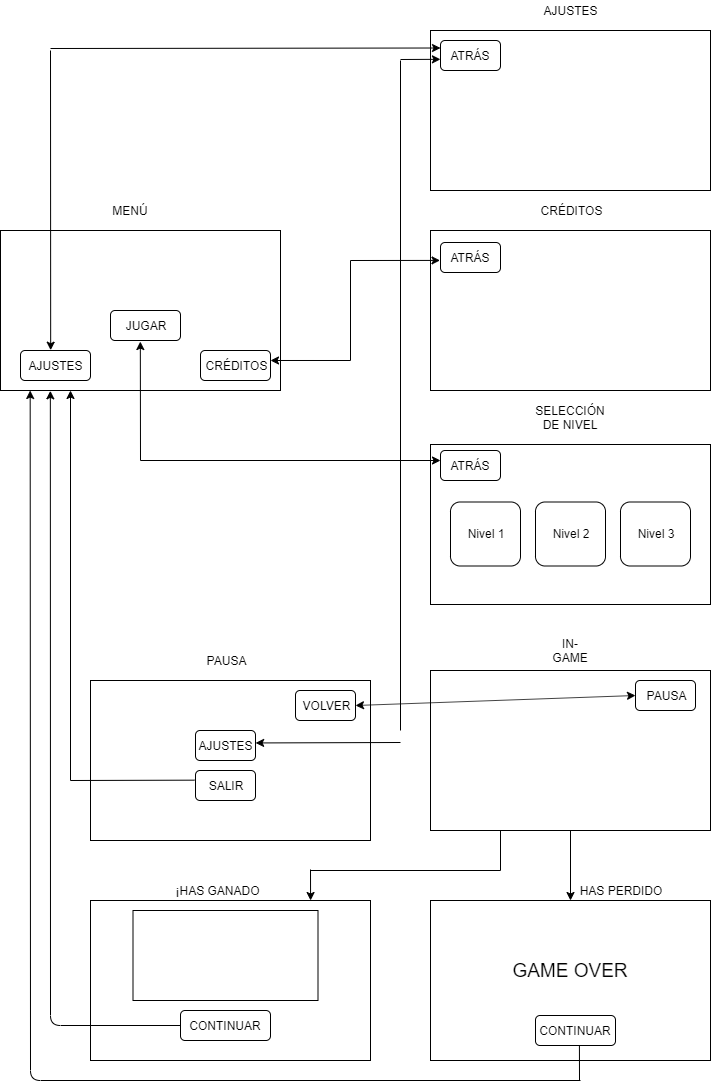 AJUSTES
ATRÁS
MENÚ
JUGAR
AJUSTES
CRÉDITOS
CRÉDITOS
ATRÁS
SELECCIÓN
DE NIVEL
ATRÁS
Nivel 1
Nivel 2
Nivel 3
PAUSA
VOLVER
AJUSTES
SALIR
IN-
GAME
PAUSA
¡HAS GANADO
CONTINUAR
HAS PERDIDO
GAME OVER
CONTINUAR